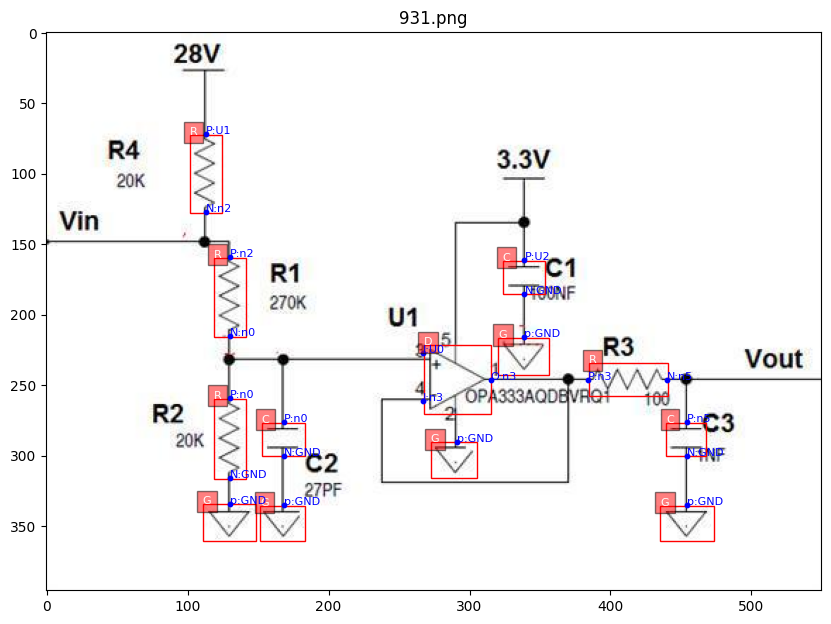 931.png
0
50
100
150
200
250
300
350
0
100
200
300
400
500
28V
R P:U1
R4
20K
N:n2
Vin
R P:n2
R1
270K
N:n0
3.3V
C P:U2
C1
100NF
N:GND
G p:GND
U1
D
5
3
+
1
O:n3
4
n3
2
OPA333AQDBVRQ1
G p:GND
R3
R P:n3
N:n5
100
Vout
R P:n0
R2
20K
N:GND
G p:GND
C P:n0
N:GND
C2
27PF
p:GND
C
C3
1NF
N:GND
G p:GND